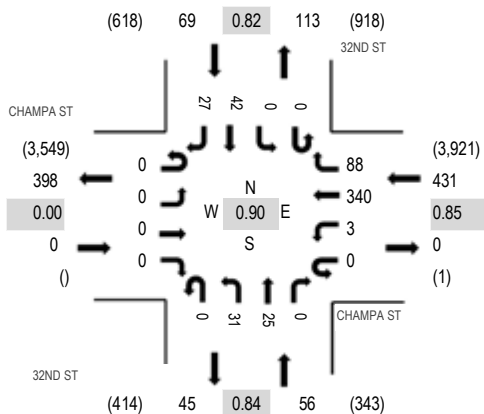 (618) 69 0.82 113 (918)
32ND ST
27 42 0 0
CHAMPA ST
(3,549) 0 88 (3,921)
398 0 340 431
N
0.00 W 0.90 E 0.85
0 0 3 0
S
() 0 0 (1)
0 31 25 0
CHAMPA ST
32ND ST
(414) 45 0.84 56 (343)